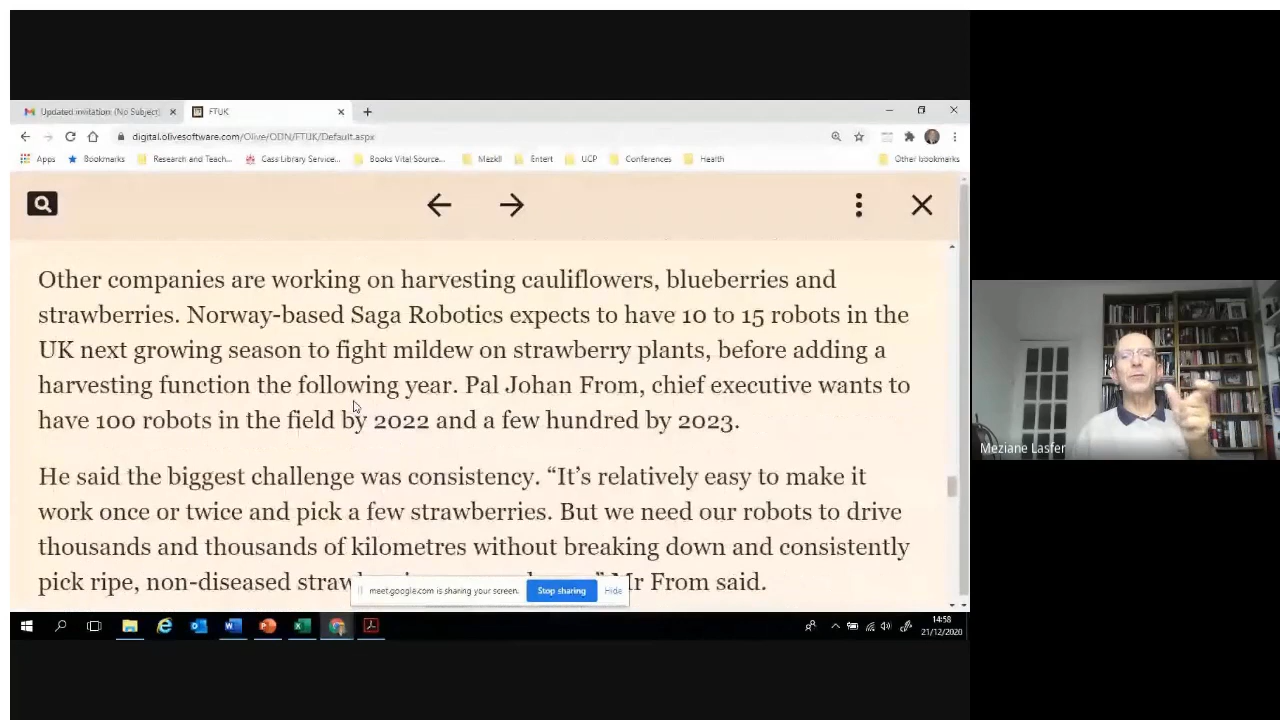 Updated invitation: (No Subject)
FTUK
digital.olivesoftware.com/Olive/ODN/FTUK/Default.aspx
Apps
Bookmarks
Research and Teach...
Cass Library Service...
Books Vital Source...
Mezkil
Entert
UCP
Conferences
Health
Other bookmarks
Other companies are working on harvesting cauliflowers, blueberries and
strawberries. Norway-based Saga Robotics expects to have 10 to 15 robots in the
UK next growing season to fight mildew on strawberry plants, before adding a
harvesting function the following year. Pal Johan From, chief executive wants to
have 100 robots in the field by 2022 and a few hundred by 2023.
He said the biggest challenge was consistency. “It’s relatively easy to make it
work once or twice and pick a few strawberries. But we need our robots to drive
thousands and thousands of kilometres without breaking down and consistently
pick ripe, non-diseased Mr From said.
meet.google.com is sharing your screen.
Stop sharing
Hide
14:58
21/12/2020
Meziane Lasfer